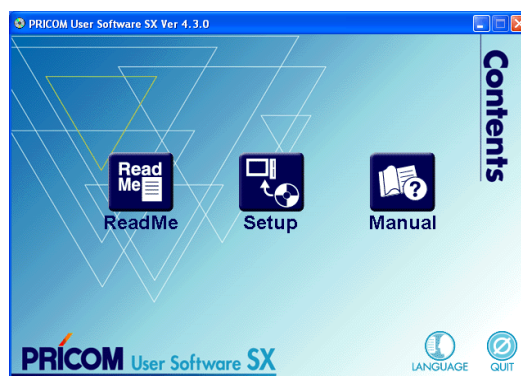 PRICOM User Software SX Ver 4.3.0
Contents
Read Me
ReadMe
Setup
Manual
PRICOM User Software SX
LANGUAGE
QUIT